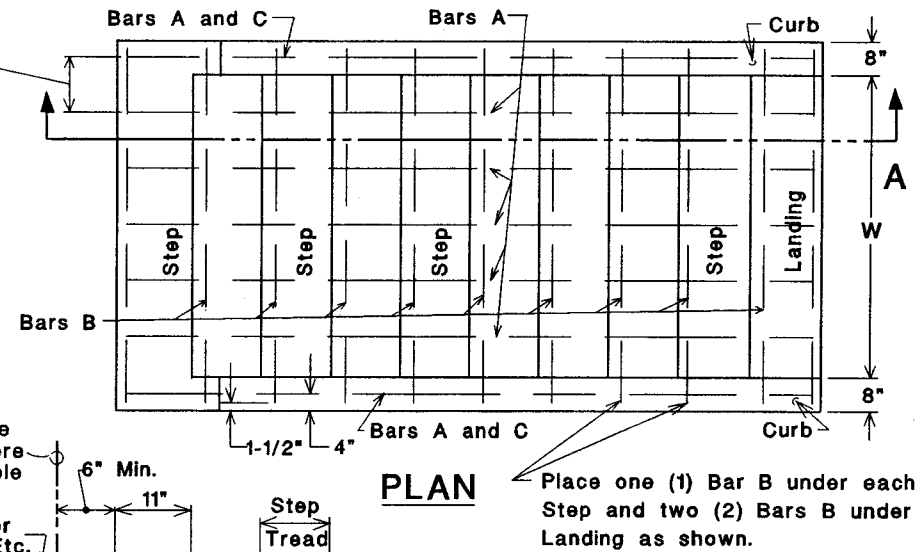 Bars A and C
Bars A
Curb
8"
A
W
Step
Step
Step
Step
Landing
Bars B
8"
Bars A and C
Curb
1-1/2"
4"
PLAN
Place one (1) Bar B under each
Step and two (2) Bars B under
Landing as shown.
6" Min.
11"
Step
Tread
Etc.